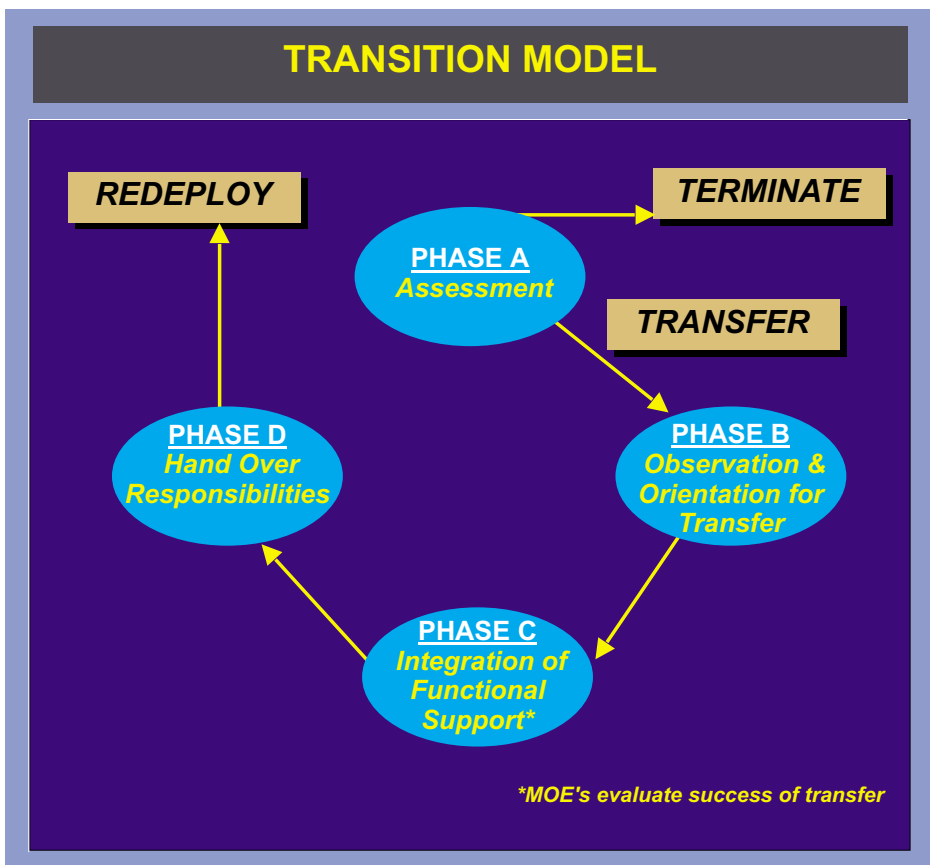 TRANSITION MODEL
REDEPLOY
TERMINATE
PHASE A
Assessment
TRANSFER
PHASE D
Hand Over
Responsibilities
PHASE B
Observation &
Orientation for
Transfer
PHASE C
Integration of
Functional
Support*
*MOE's evaluate success of transfer